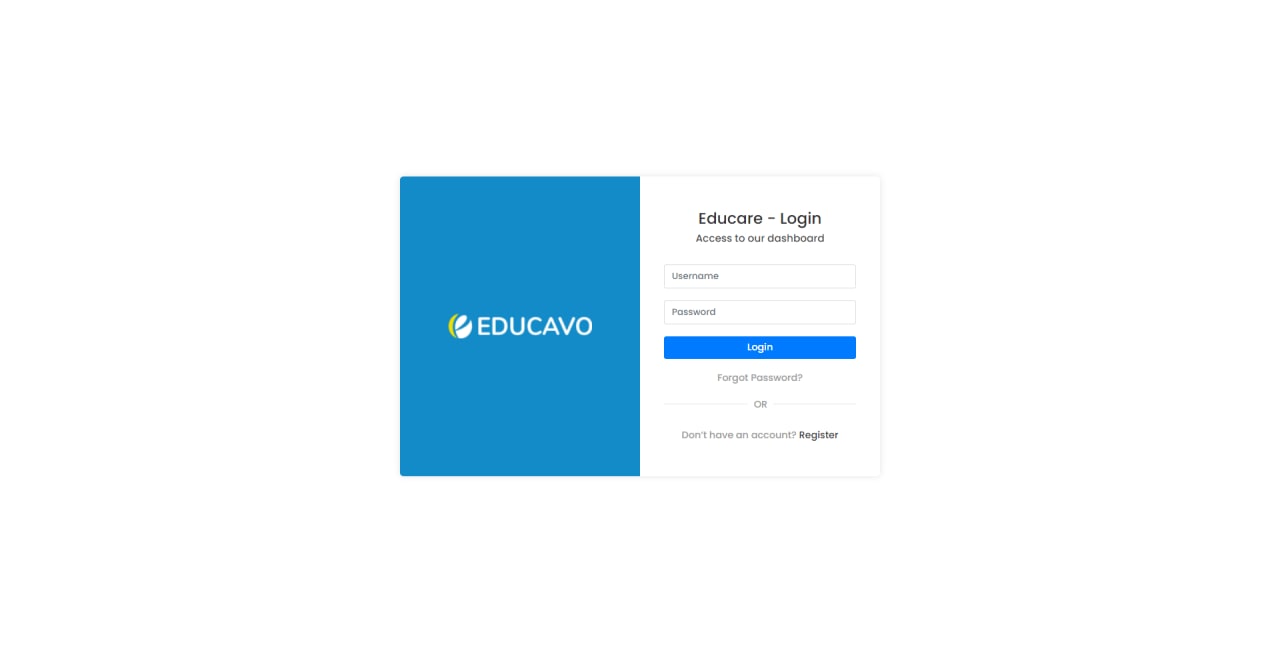 EDUCAVO
Educare - Login
Access to our dashboard
Username
Password
Login
Forgot Password?
OR
Don't have an account? Register